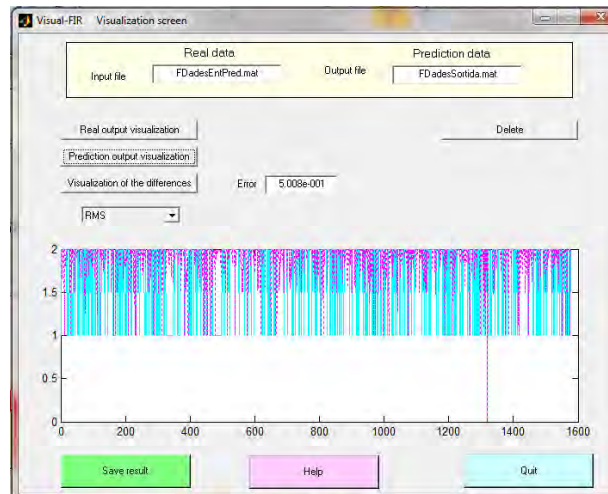 Visual-FIR Visualization screen
Real data
Prediction data
Input file
FDadesEntPred.mat
Output file
FDadesSortida.mat
Real output visualization
Delete
Prediction output visualization
Visualization of the differences
Error
5.008e-001
RMS
2
1.5
1
0.5
0
0 200 400 600 800 1000 1200 1400 1600
Save result
Help
Quit